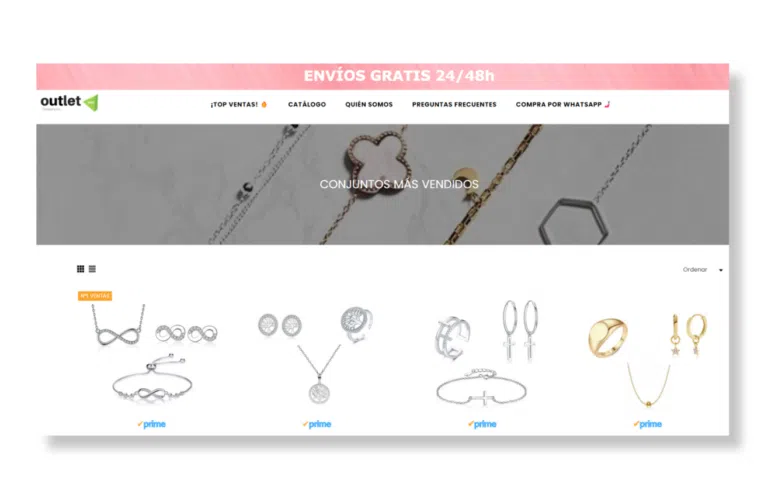 ENVÍOS GRATIS 24/48h
outlet
¡TOP VENTAS!
CATÁLOGO
QUIÉN SOMOS
PREGUNTAS FRECUENTES
COMPRA POR WHATSAPP
CONJUNTOS MÁS VENDIDOS
Ordenar
Nº1 VENTAS
prime
prime
prime
prime